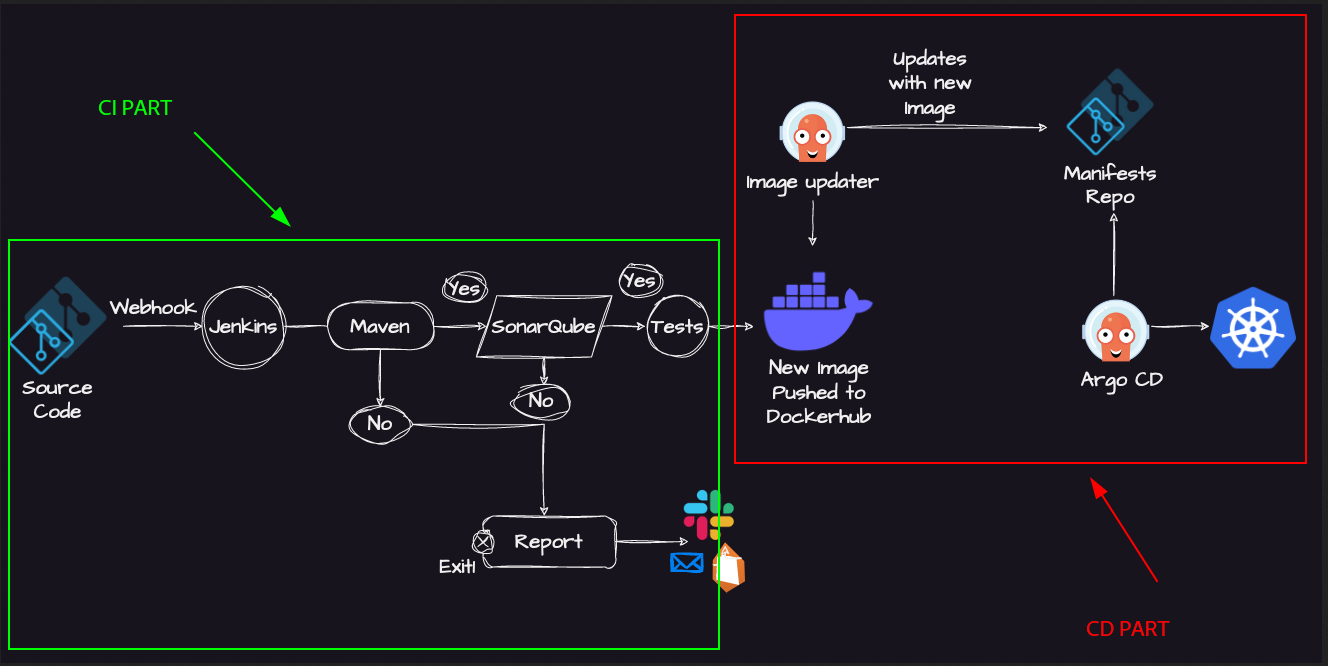 CI PART
Updates
with new
Image
Image updater
Manifests
Repo
Webhook
Source
Code
Jenkins
Maven
Yes
SonarQube
Yes
Tests
No
No
New Image
Pushed to
Dockerhub
Argo CD
Report
Exit!
CD PART